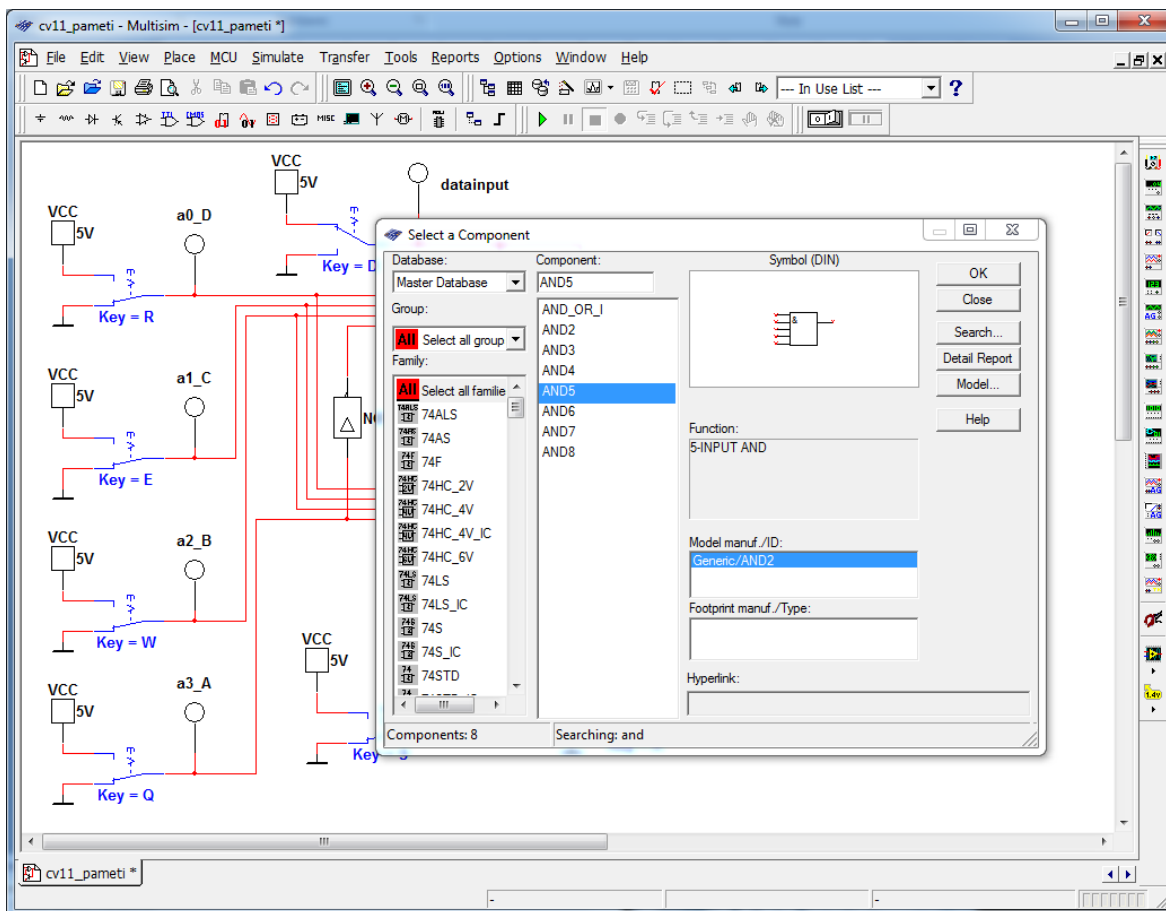 cv11_pameti - Multisim - [cv11_pameti *]
File Edit View Place MCU Simulate Transfer Tools Reports Options Window Help
--- In Use List ---
MISC
VCC
5V
datainput
VCC
5V
a0_D
Key = D
Key = R
VCC
5V
a1_C
Key = E
VCC
5V
a2_B
Key = W
VCC
5V
VCC
5V
a3_A
Key = Q
Select a Component
Database:
Master Database
Group:
All Select all group
Family:
All Select all familie
74ALS
74AS
74F
74HC_2V
74HC_4V
74HC_4V_IC
74HC_6V
74LS
74LS_IC
74S
74S_IC
74STD
Component:
AND5
AND_OR_I
AND2
AND3
AND4
AND5
AND6
AND7
AND8
Symbol (DIN)
&
Function:
5-INPUT AND
Model manuf./ID:
Generic/AND2
Footprint manuf./Type:
Hyperlink:
OK
Close
Search...
Detail Report
Model...
Help
Components: 8
Searching: and
cv11_pameti *
-
-